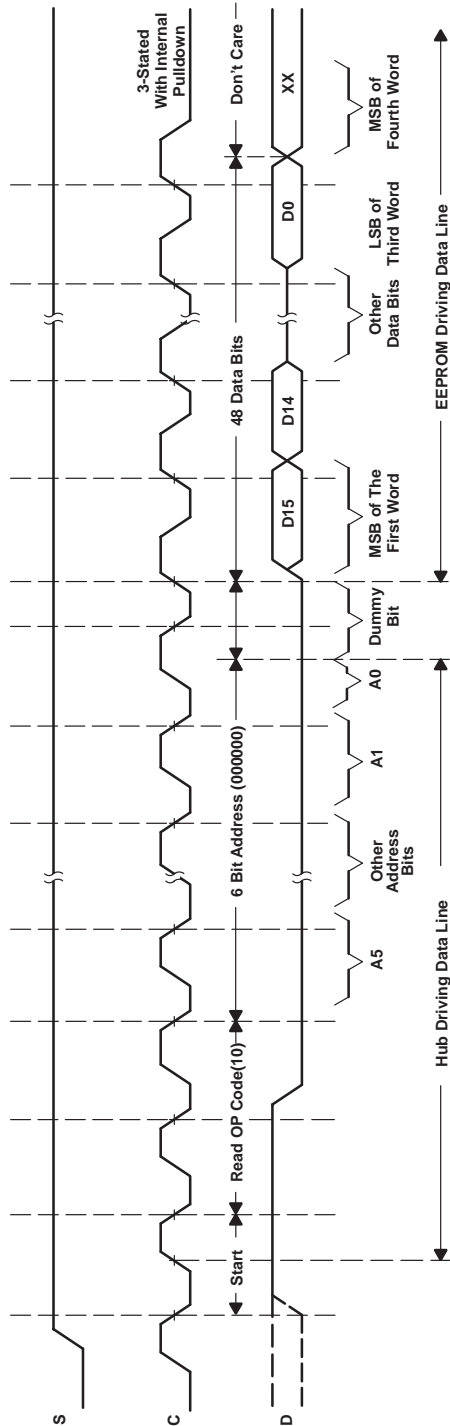 S
C
D
3-Stated
With Internal
Pulldown
Start
Read OP Code(10)
6 Bit Address (000000)
48 Data Bits
Don't Care
D15
D14
D0
XX
A5
Other
Address
Bits
A1
A0
Dummy
Bit
MSB of The
First Word
Other
Data Bits
LSB of
Third Word
MSB of
Fourth Word
Hub Driving Data Line
EEPROM Driving Data Line